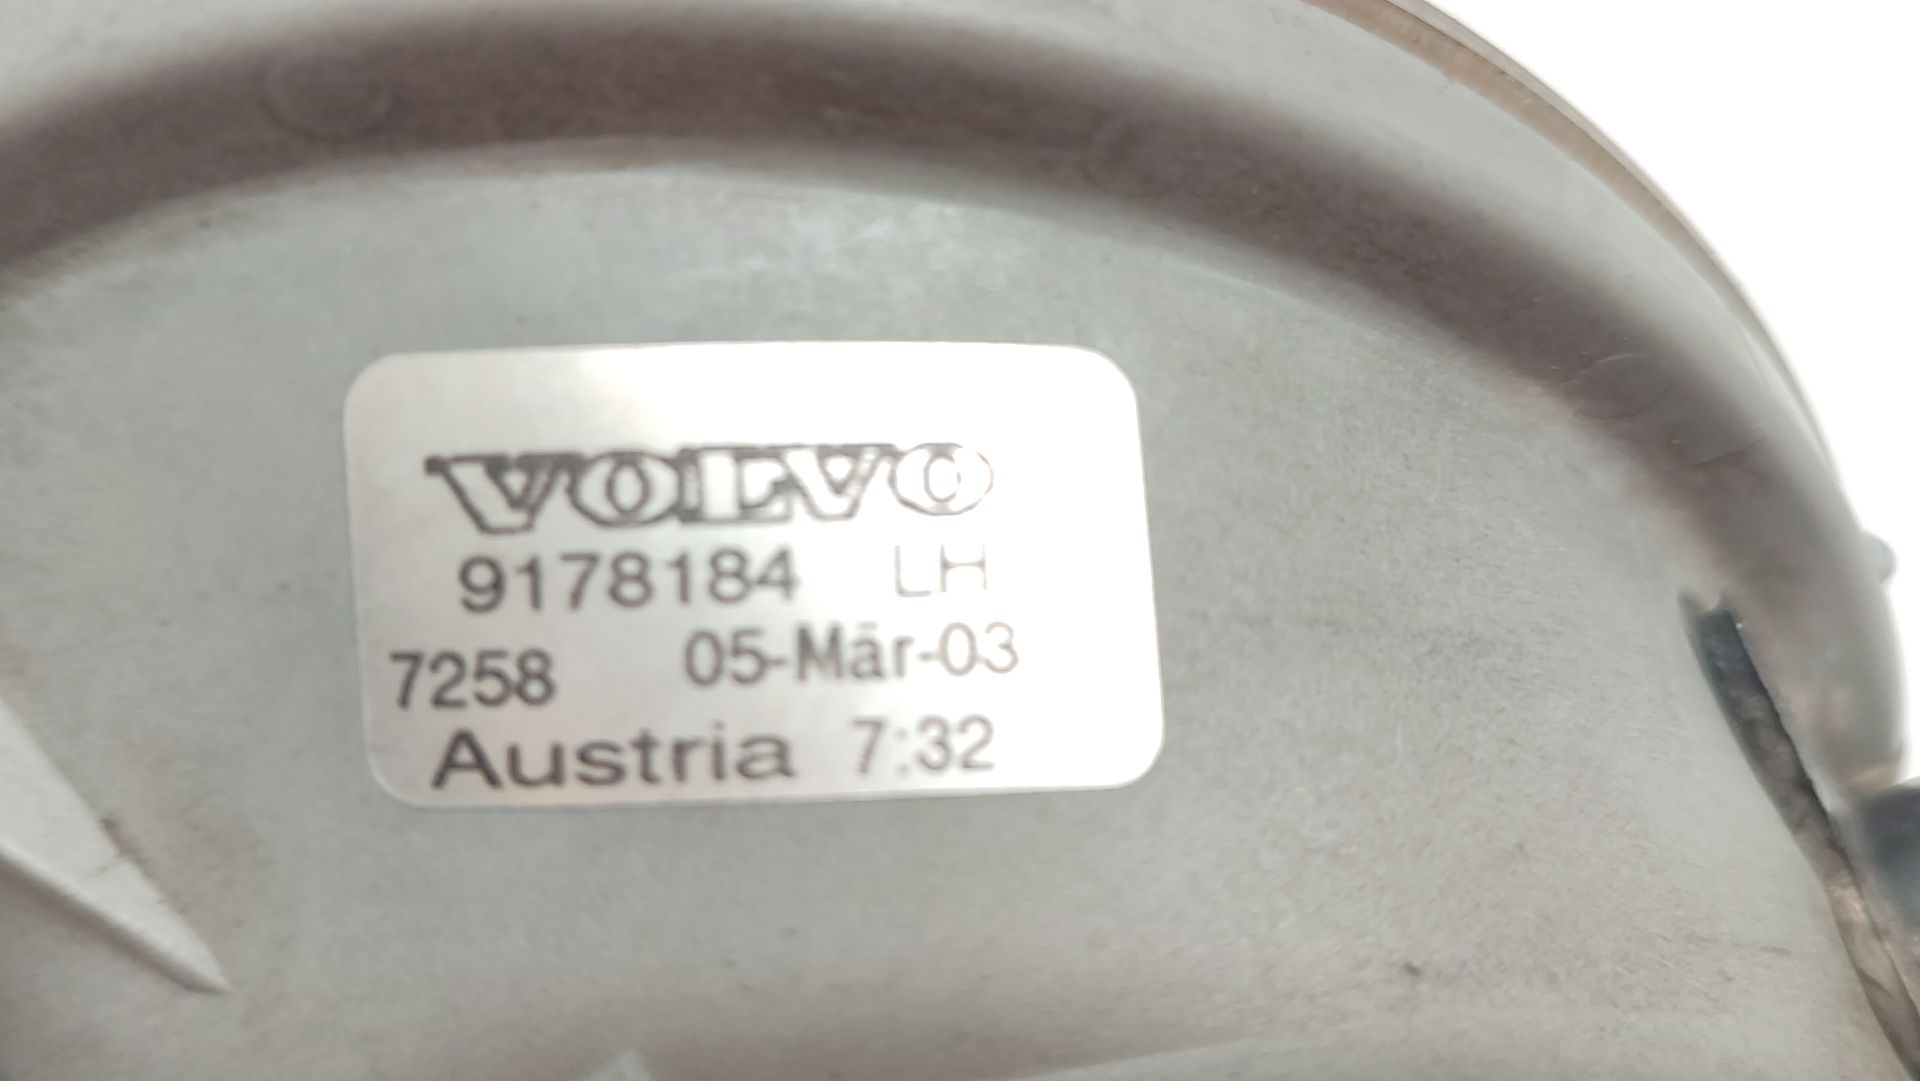 VOLVO
9178184 LH
7258 05-Mär-03
Austria 7:32